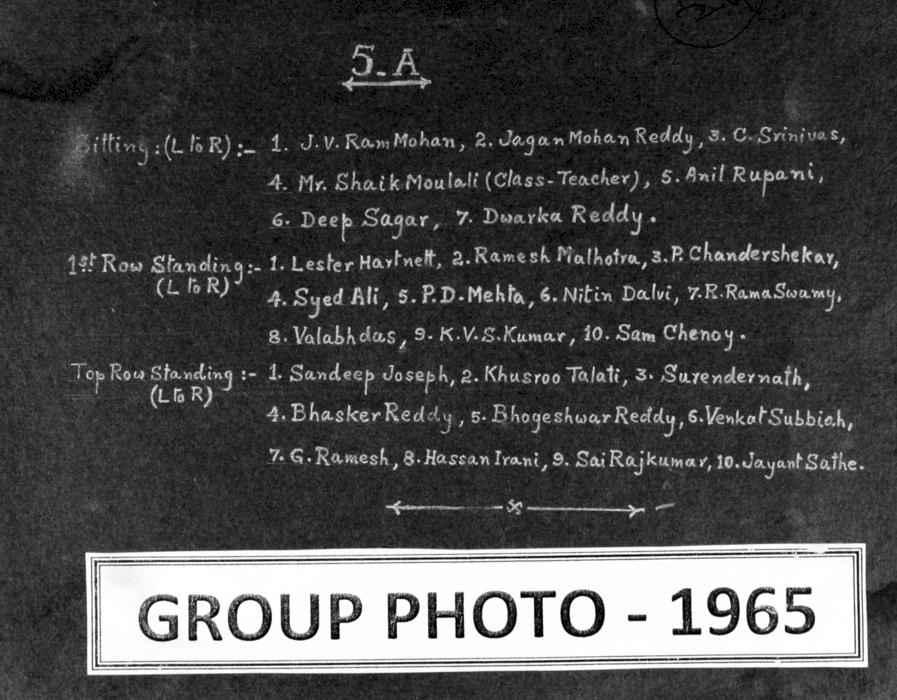 5.A
Sitting:(L to R) :- 1. J.V. Ram Mohan, 2. Jagan Mohan Reddy, 3. C. Srinivas,
4. Mr. Shaik Moulali (Class-Teacher), 5. Anil Rupani,
6. Deep Sagar, 7. Dwarka Reddy.
1st Row Standing:- 1. Lester Hartnett, 2. Ramesh Malhotra, 3. P. Chandershekar,
(L to R) 4. Syed Ali, 5. P.D. Mehta, 6. Nitin Dalvi, 7. R. RamaSwamy,
8. Valabhdas, 9. K.V.S. Kumar, 10. Sam Chenoy.
Top Row Standing :- 1. Sandeep Joseph, 2. Khusroo Talati, 3. Surendernath,
(L to R)
4. Bhasker Reddy, 5. Bhogeshwar Reddy, 6. Venkat Subbiah,
7. G. Ramesh, 8. Hassan Irani, 9. Sai Rajkumar, 10. Jayant Sathe.
GROUP PHOTO - 1965